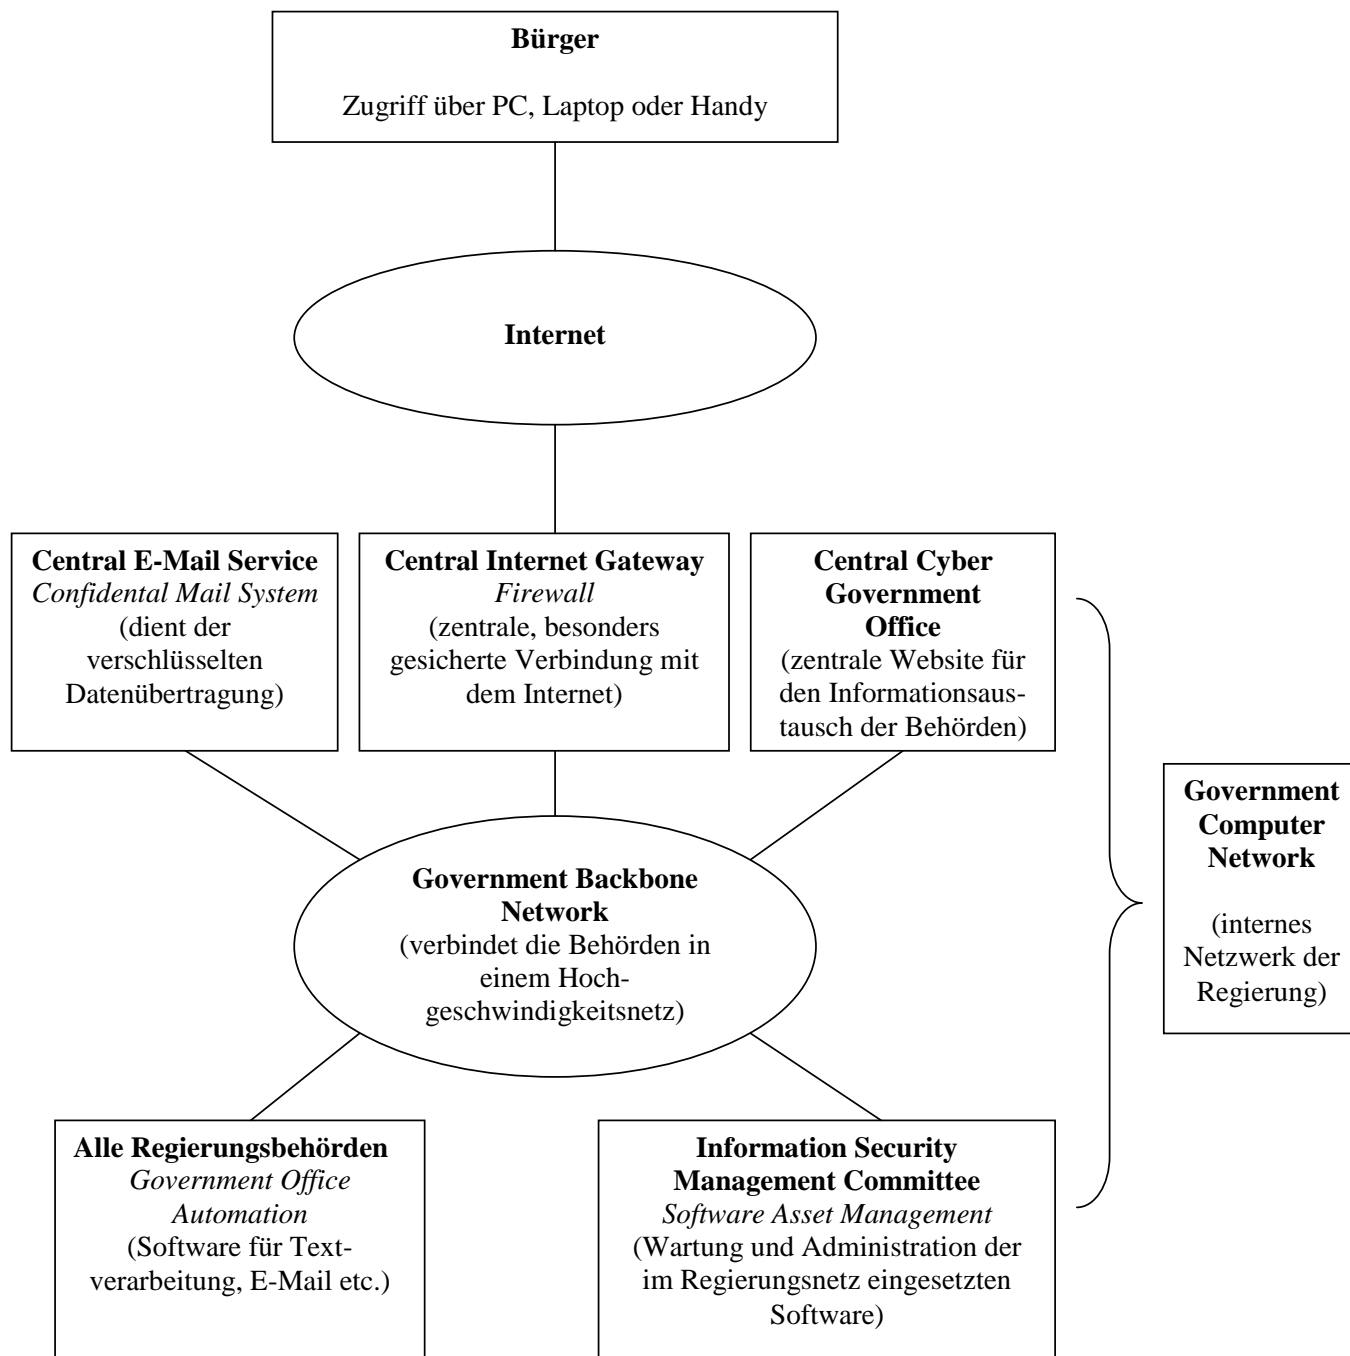 Bürger
Zugriff über PC, Laptop oder Handy
Internet
Central E-Mail Service
Confidental Mail System
(dient der
verschlüsselten
Datenübertragung)
Central Internet Gateway
Firewall
(zentrale, besonders
gesicherte Verbindung mit
dem Internet)
Central Cyber
Government
Office
(zentrale Website für
den Informationsaus-
tausch der Behörden)
Government
Computer
Network
(internes
Netzwerk der
Regierung)
Government Backbone
Network
(verbindet die Behörden in
einem Hoch-
geschwindigkeitsnetz)
Alle Regierungsbehörden
Government Office
Automation
(Software für Text-
verarbeitung, E-Mail etc.)
Information Security
Management Committee
Software Asset Management
(Wartung und Administration der
im Regierungsnetz eingesetzten
Software)